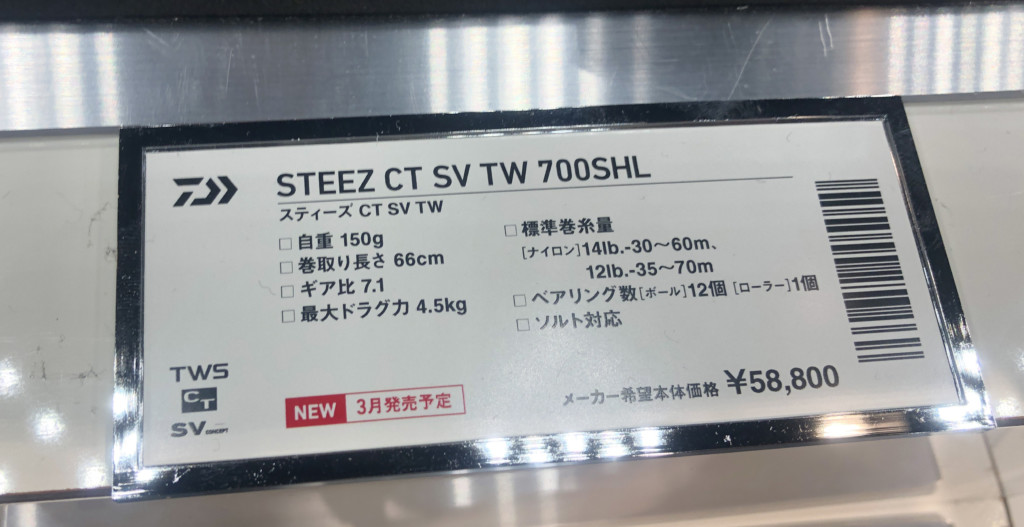 STEEZ CT SV TW 700SHL
スティーズ CT SV TW
□ 自重 150g
□ 巻取り長さ 66cm
□ ギア比 7.1
□ 最大ドラグ力 4.5kg
□ 標準巻糸量
[ナイロン]14lb.-30〜60m、
12lb.-35〜70m
□ ベアリング数[ボール]12個 [ローラー]1個
□ ソルト対応
TWS
CT
SV CONCEPT
NEW 3月発売予定
メーカー希望本体価格 ¥58,800